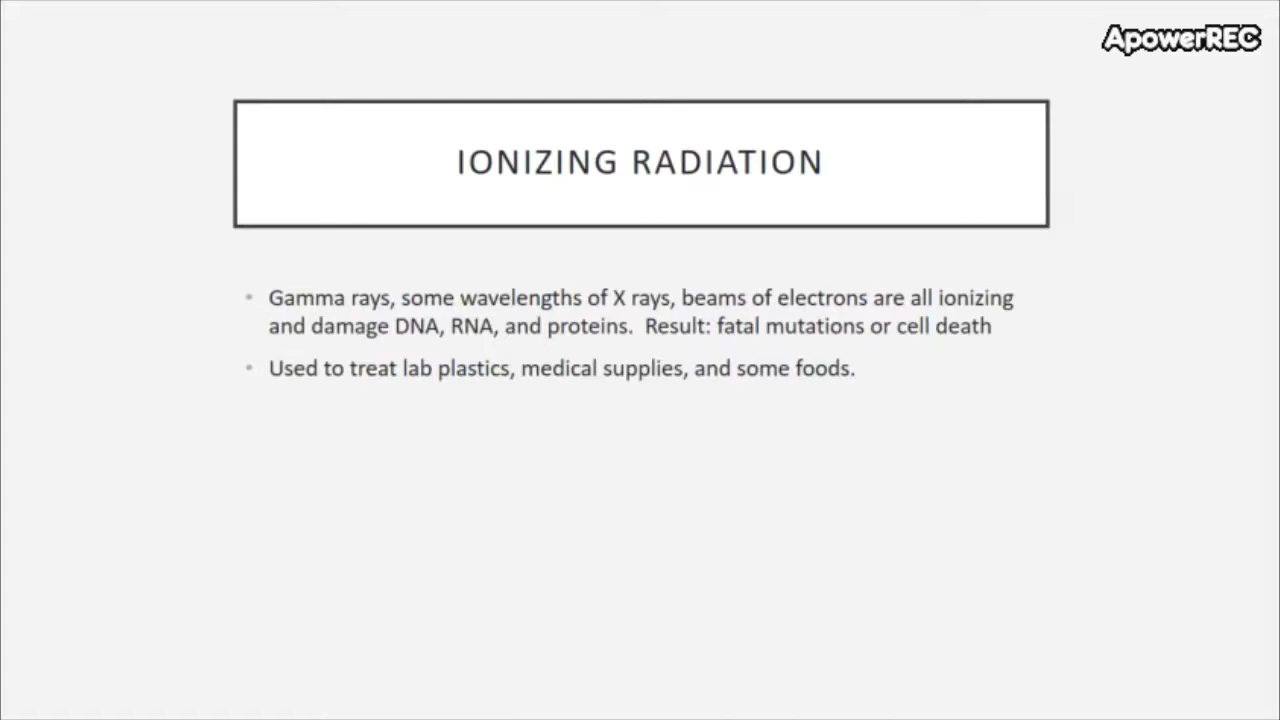 ApowerREC
IONIZING RADIATION
• Gamma rays, some wavelengths of X rays, beams of electrons are all ionizing
and damage DNA, RNA, and proteins.  Result: fatal mutations or cell death
• Used to treat lab plastics, medical supplies, and some foods.